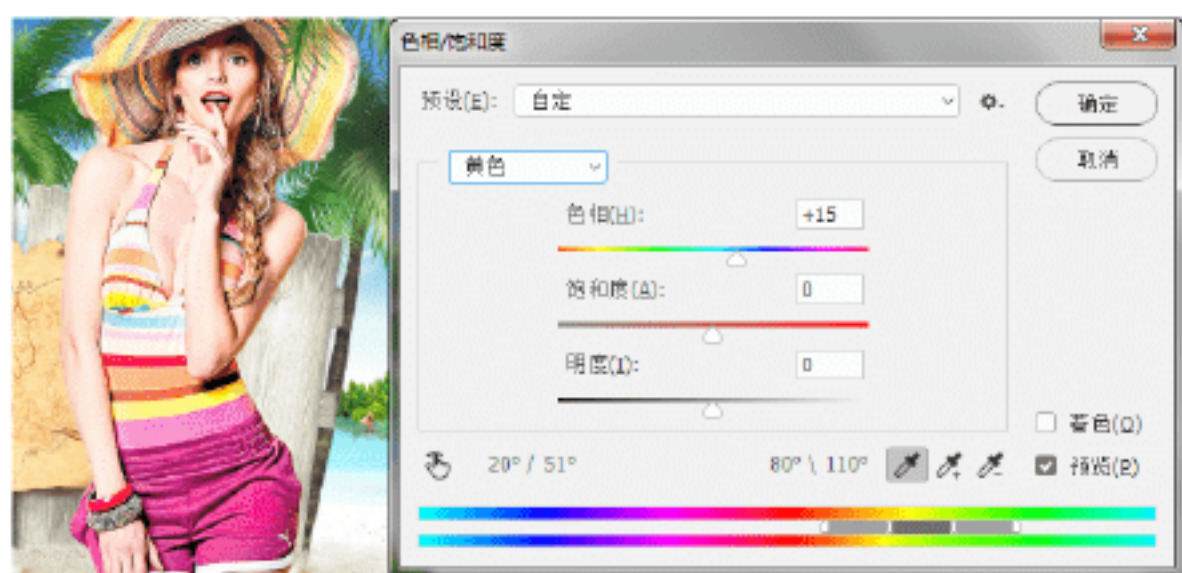 色相/饱和度
预设(E): 自定
确定
黄色
取消
色相(H): +15
饱和度(A): 0
明度(I): 0
着色(O)
20° / 51° 80° \ 110°
预览(P)